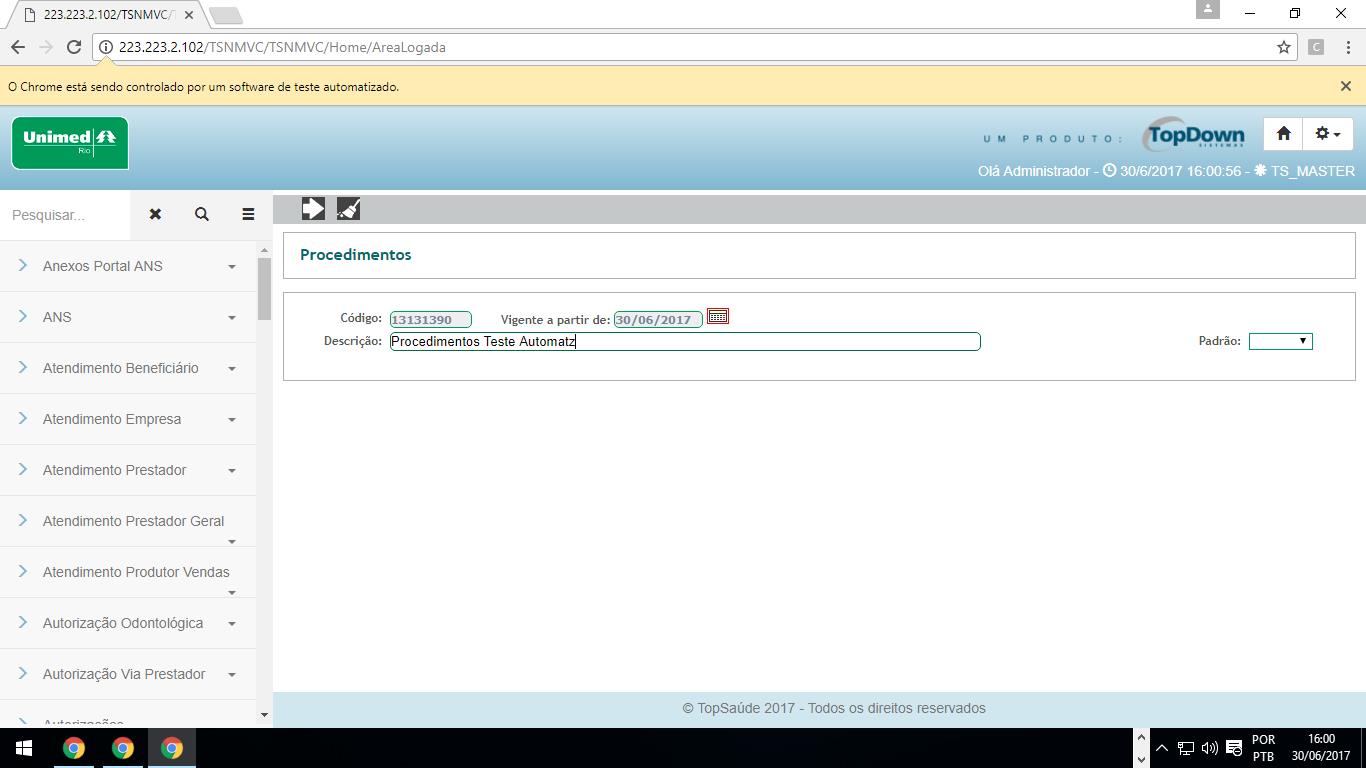 223.223.2.102/TSNMVC/T
223.223.2.102/TSNMVC/TSNMVC/Home/AreaLogada
C
O Chrome está sendo controlado por um software de teste automatizado.
Unimed
Rio
UM PRODUTO:
TopDown
SISTEMAS
Olá Administrador - 30/6/2017 16:00:56 - TS_MASTER
Pesquisar...
Anexos Portal ANS
ANS
Atendimento Beneficiário
Atendimento Empresa
Atendimento Prestador
Atendimento Prestador Geral
Atendimento Produtor Vendas
Autorização Odontológica
Autorização Via Prestador
Autorizações
Procedimentos
Código: 13131390 Vigente a partir de: 30/06/2017
Descrição: Procedimentos Teste Automatz Padrão:
© TopSaúde 2017 - Todos os direitos reservados
POR
PTB
16:00
30/06/2017